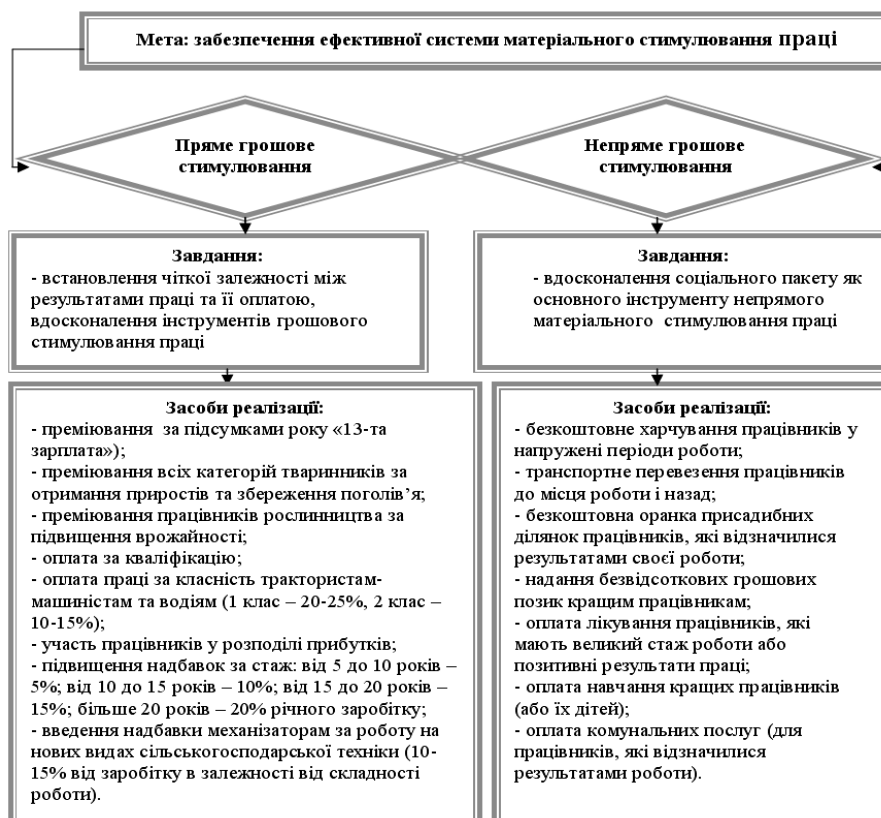 Мета: забезпечення ефективної системи матеріального стимулювання праці
Пряме грошове
стимулювання
Непряме грошове
стимулювання
Завдання:
- встановлення чіткої залежності між
результатами праці та її оплатою,
вдосконалення інструментів грошового
стимулювання праці
Завдання:
- вдосконалення соціального пакету як
основного інструменту непрямого
матеріального стимулювання праці
Засоби реалізації:
- преміювання за підсумками року «13-та
зарплата»);
- преміювання всіх категорій тваринників за
отримання приростів та збереження поголів’я;
- преміювання працівників рослинництва за
підвищення врожайності;
- оплата за кваліфікацію;
- оплата праці за класність трактористам-
машиністам та водіям (1 клас – 20-25%, 2 клас –
10-15%);
- участь працівників у розподілі прибутків;
- підвищення надбавок за стаж: від 5 до 10 років –
5%; від 10 до 15 років – 10%; від 15 до 20 років –
15%; більше 20 років – 20% річного заробітку;
- введення надбавки механізаторам за роботу на
нових видах сільськогосподарської техніки (10-
15% від заробітку в залежності від складності
роботи).
Засоби реалізації:
- безкоштовне харчування працівників у
напружені періоди роботи;
- транспортне перевезення працівників
до місця роботи і назад;
- безкоштовна оранка присадибних
ділянок працівників, які відзначилися
результатами своєї роботи;
- надання безвідсоткових грошових
позик кращим працівникам;
- оплата лікування працівників, які
мають великий стаж роботи або
позитивні результати праці;
- оплата навчання кращих працівників
(або їх дітей);
- оплата комунальних послуг (для
працівників, які відзначилися
результатами роботи).